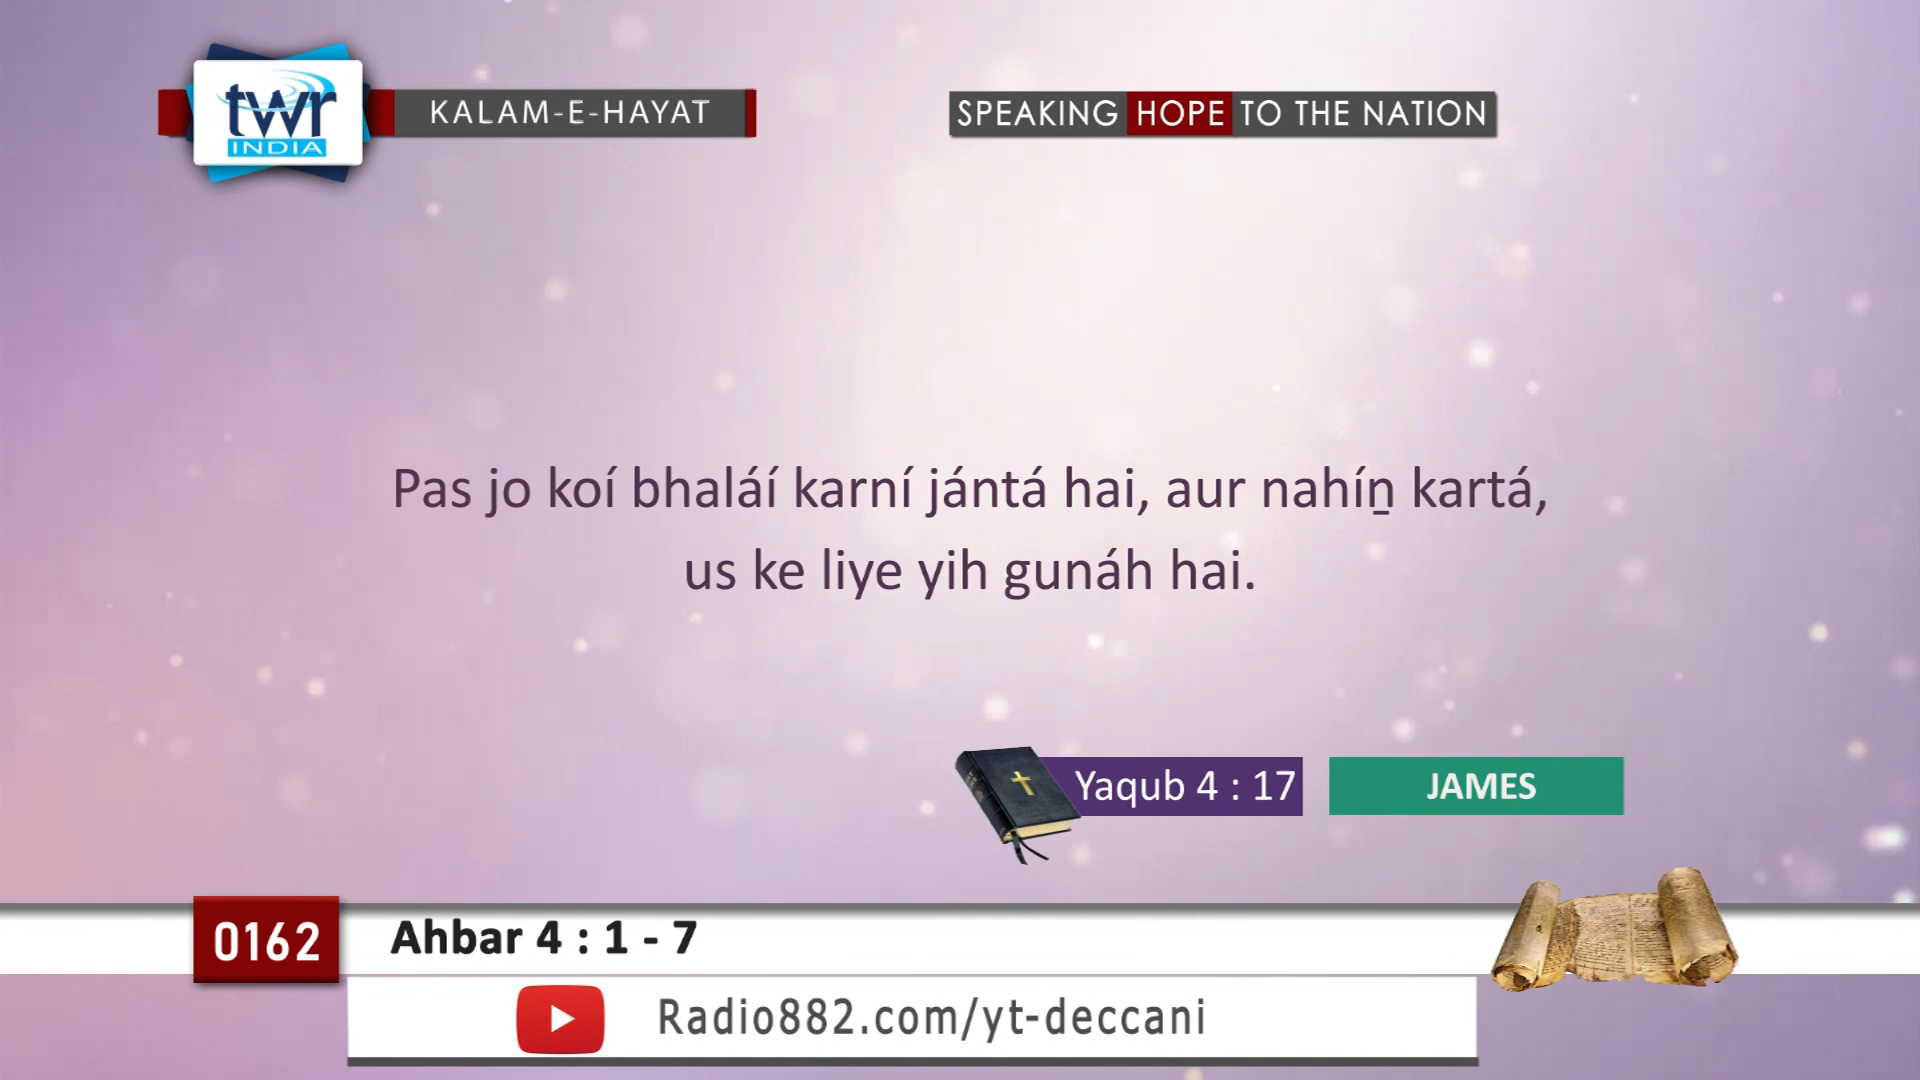 twr
INDIA
KALAM-E-HAYAT
SPEAKING HOPE TO THE NATION
Pas jo koí bhaláí karní jántá hai, aur nahíṉ kartá,
us ke liye yih gunáh hai.
Yaqub 4 : 17
JAMES
0162
Ahbar 4 : 1 - 7
Radio882.com/yt-deccani